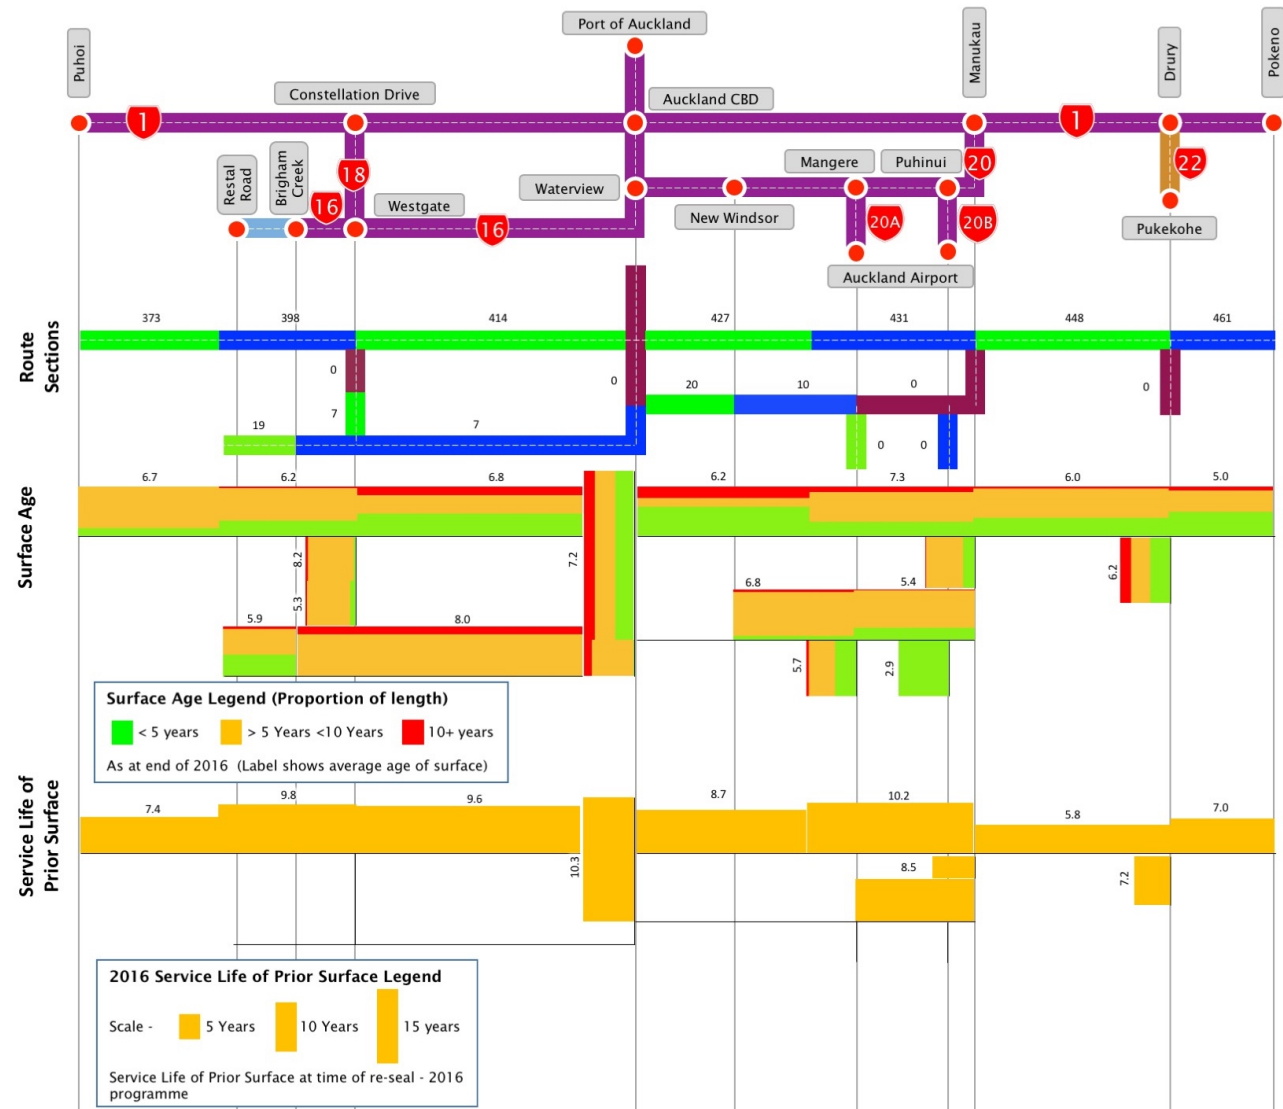 Port of Auckland
Puhoi
Manukau
Drury
Pokeno
Constellation Drive
Auckland CBD
1
1
Restal
Road
Brigham
Creek
18
16
Westgate
16
Waterview
New Windsor
Mangere
Puhinui
20
20A
20B
22
Pukekohe
Auckland Airport
Route
Sections
373
398
414
427
431
448
461
0
0
20
10
0
0
7
19
7
0
0
Surface Age
6.7
6.2
6.8
6.2
7.3
6.0
5.0
8.2
7.2
6.2
5.3
6.8
5.4
5.9
8.0
5.7
2.9
Surface Age Legend (Proportion of length)
< 5 years
> 5 Years <10 Years
10+ years
As at end of 2016 (Label shows average age of surface)
Service Life of
Prior Surface
7.4
9.8
9.6
8.7
10.2
5.8
7.0
10.3
8.5
7.2
2016 Service Life of Prior Surface Legend
Scale -
5 Years
10 Years
15 years
Service Life of Prior Surface at time of re-seal - 2016
programme